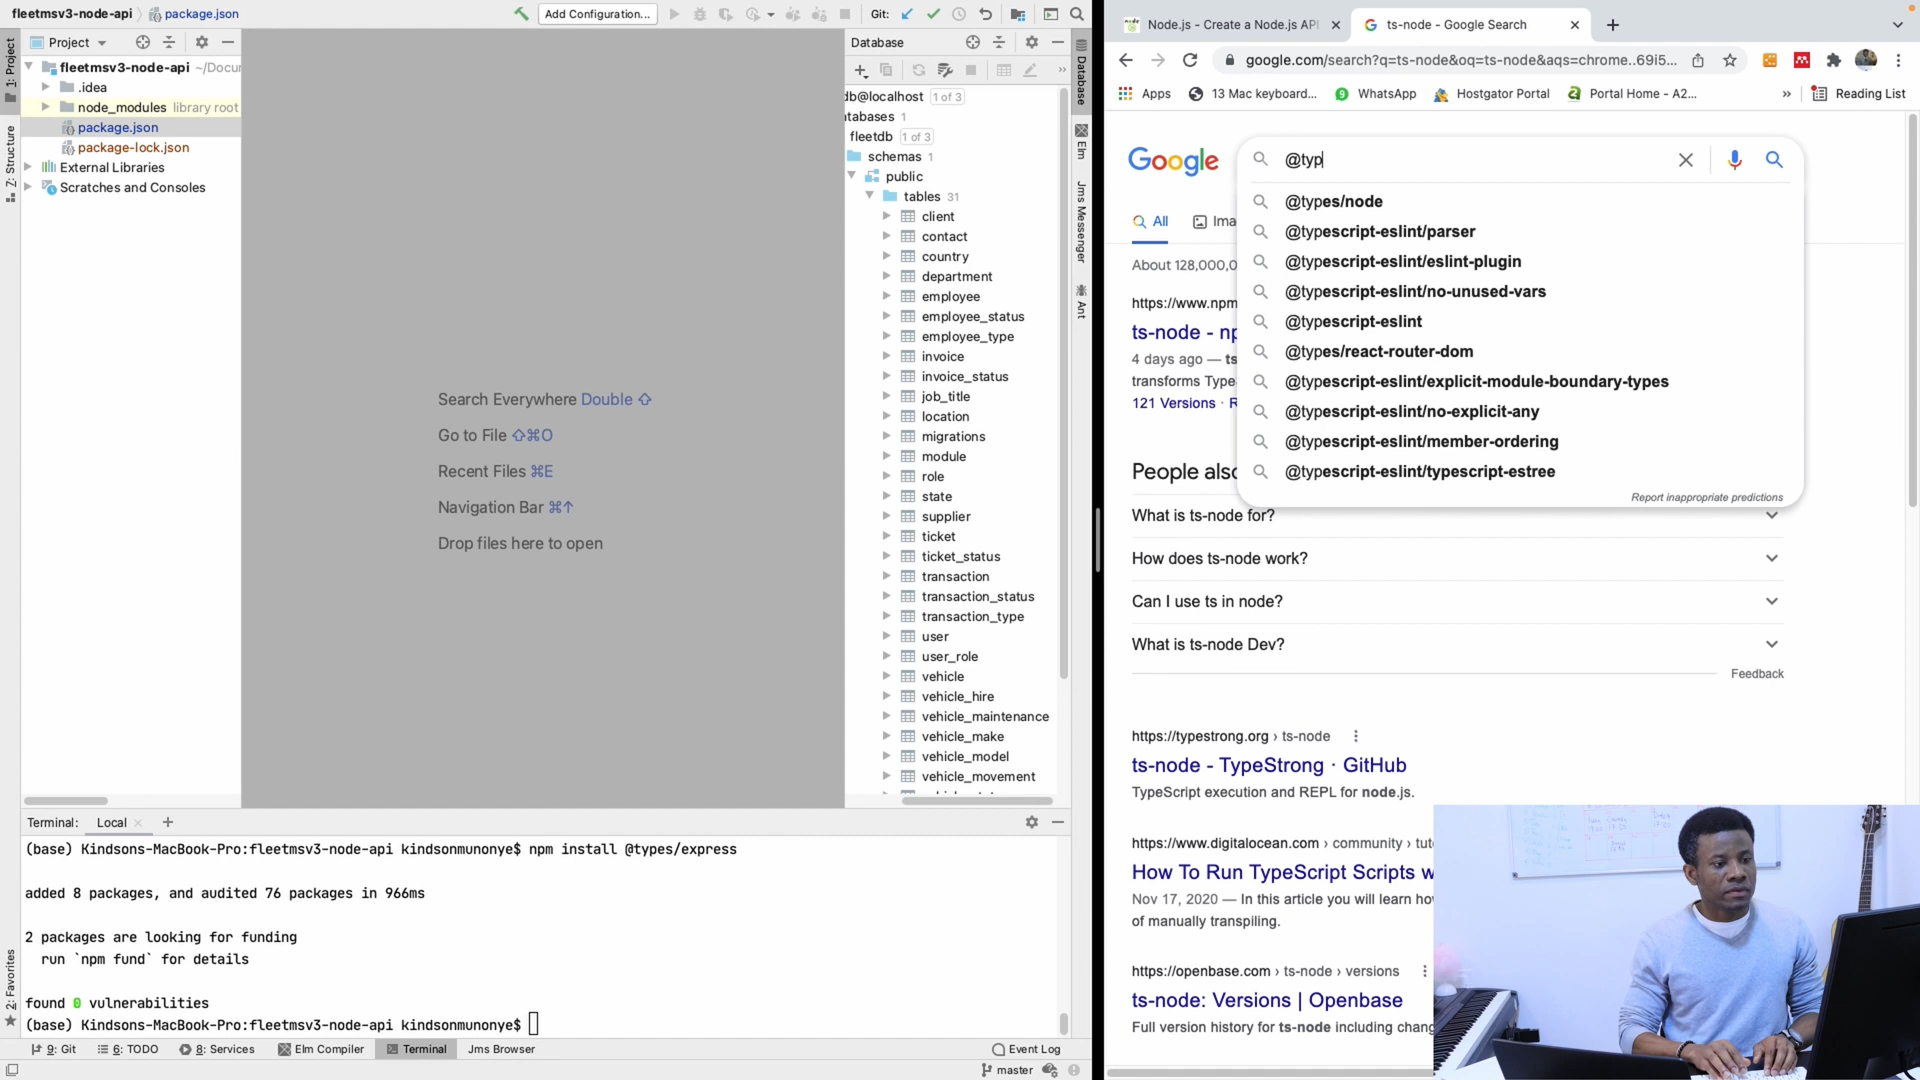 fleetmsv3-node-api
package.json
Add Configuration...
Git:
Project
fleetmsv3-node-api ~/Docu
.idea
node_modules library root
package.json
package-lock.json
External Libraries
Scratches and Consoles
1: Project
Z: Structure
2: Favorites
Search Everywhere Double ⇧
Go to File ⇧⌘O
Recent Files ⌘E
Navigation Bar ⌘↑
Drop files here to open
Database
db@localhost 1 of 3
atabases 1
fleetdb 1 of 3
schemas 1
public
tables 31
client
contact
country
department
employee
employee_status
employee_type
invoice
invoice_status
job_title
location
migrations
module
role
state
supplier
ticket
ticket_status
transaction
transaction_status
transaction_type
user
user_role
vehicle
vehicle_hire
vehicle_maintenance
vehicle_make
vehicle_model
vehicle_movement
Database
Elm
Jms Messenger
Ant
Terminal: Local
(base) Kindsons-MacBook-Pro:fleetmsv3-node-api kindsonmunonye$ npm install @types/express
added 8 packages, and audited 76 packages in 966ms
2 packages are looking for funding
run `npm fund` for details
found 0 vulnerabilities
(base) Kindsons-MacBook-Pro:fleetmsv3-node-api kindsonmunonye$
9: Git
6: TODO
8: Services
Elm Compiler
Terminal
Jms Browser
Event Log
master
Node.js - Create a Node.js API
ts-node - Google Search
google.com/search?q=ts-node&oq=ts-node&aqs=chrome..69i5...
Apps
13 Mac keyboard...
WhatsApp
Hostgator Portal
Portal Home - A2...
Reading List
Google
@typ
@types/node
@typescript-eslint/parser
@typescript-eslint/eslint-plugin
@typescript-eslint/no-unused-vars
@typescript-eslint
@types/react-router-dom
@typescript-eslint/explicit-module-boundary-types
@typescript-eslint/no-explicit-any
@typescript-eslint/member-ordering
@typescript-eslint/typescript-estree
Report inappropriate predictions
All
Ima
About 128,000,0
https://www.npm
ts-node - np
4 days ago — ts
transforms Type
121 Versions · R
People also
What is ts-node for?
How does ts-node work?
Can I use ts in node?
What is ts-node Dev?
Feedback
https://typestrong.org › ts-node
ts-node - TypeStrong · GitHub
TypeScript execution and REPL for node.js.
https://www.digitalocean.com › community › tuto
How To Run TypeScript Scripts w
Nov 17, 2020 — In this article you will learn how
of manually transpiling.
https://openbase.com › ts-node › versions
ts-node: Versions | Openbase
Full version history for ts-node including chang